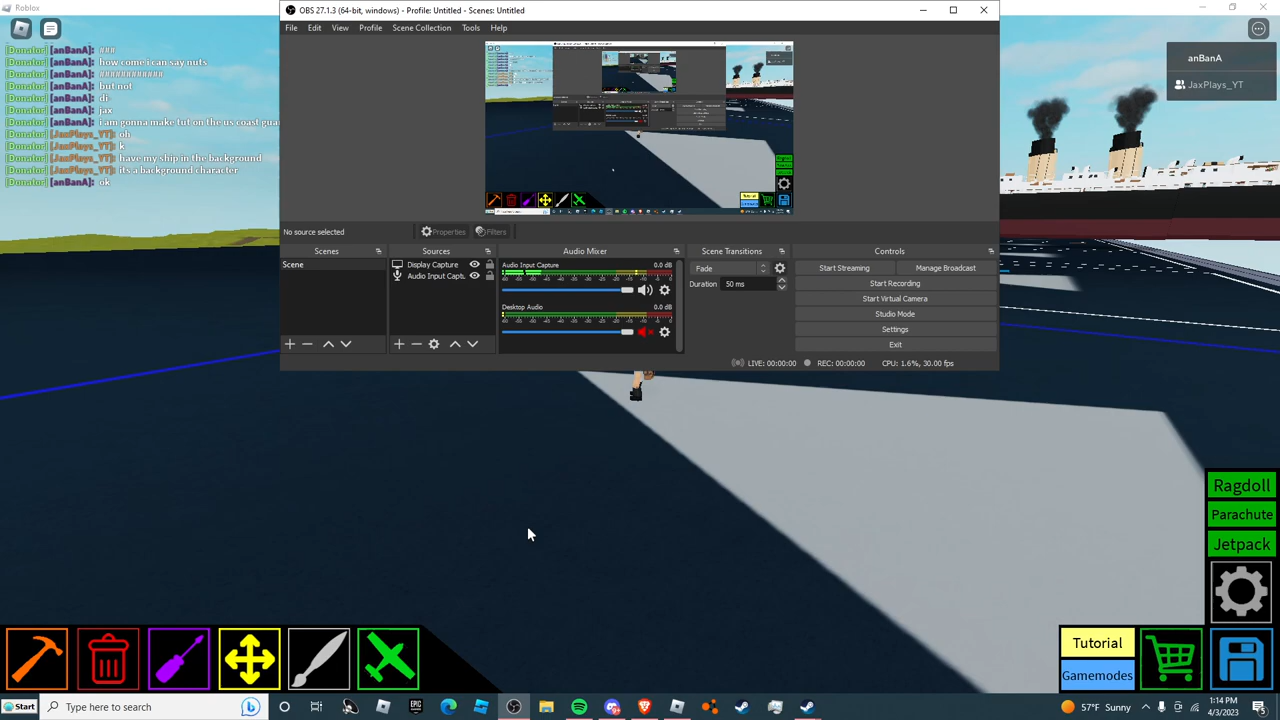 Roblox
OBS 27.1.3 (64-bit, windows) - Profile: Untitled - Scenes: Untitled
File Edit View Profile Scene Collection Tools Help
[Donator] [anBanA]: ###
[Donator] [anBanA]: how come i can say nuk
[Donator] [anBanA]: ############
[Donator] [anBanA]: but not
[Donator] [anBanA]: di
[Donator] [anBanA]: jax
[Donator] [anBanA]: i am gonna make lol on the us coast guar
[Donator] [JaxPlays_YT]: oh
[Donator] [JaxPlays_YT]: k
[Donator] [JaxPlays_YT]: have my ship in the background
[Donator] [JaxPlays_YT]: its a background character
[Donator] [anBanA]: ok
anBanA
JaxPlays_YT
No source selected
Properties
Filters
Scenes
Sources
Audio Mixer
Scene Transitions
Controls
Scene
Display Capture
Audio Input Captu.
Audio Input Capture 0.0 dB
Desktop Audio 0.0 dB
Fade
Duration 50 ms
Start Streaming
Manage Broadcast
Start Recording
Start Virtual Camera
Studio Mode
Settings
Exit
LIVE: 00:00:00 REC: 00:00:00 CPU: 1.6%, 30.00 fps
Ragdoll
Parachute
Jetpack
Tutorial
Gamemodes
Start
Type here to search
57°F Sunny
1:14 PM
4/3/2023